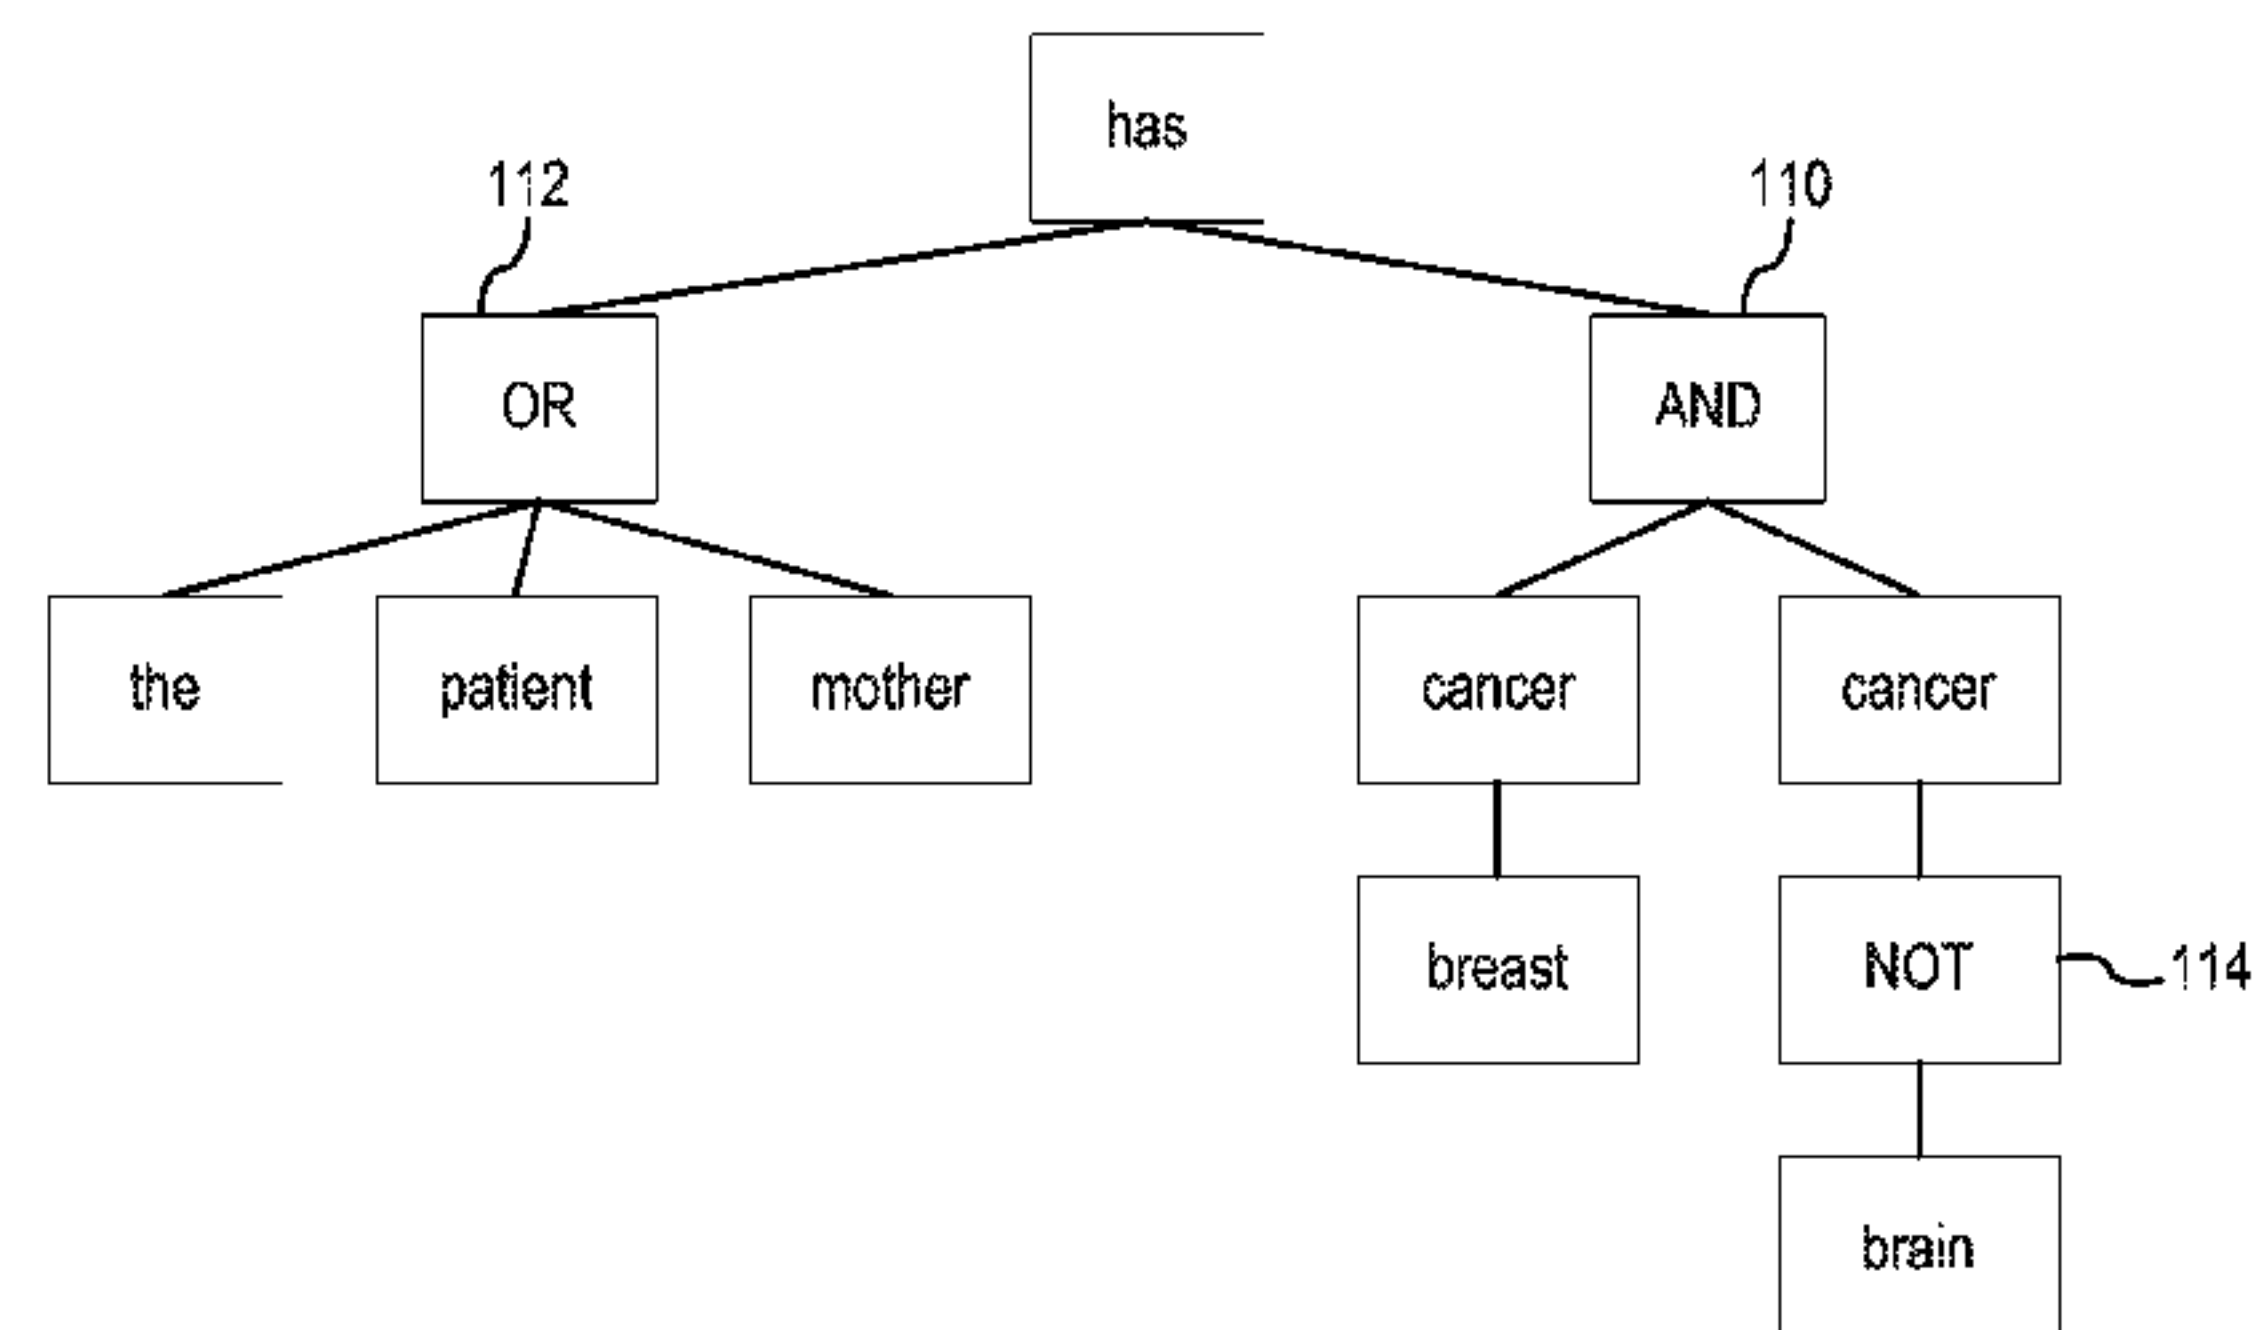 has
112
110
OR
AND
the patient mother cancer cancer
breast
NOT
114
brain